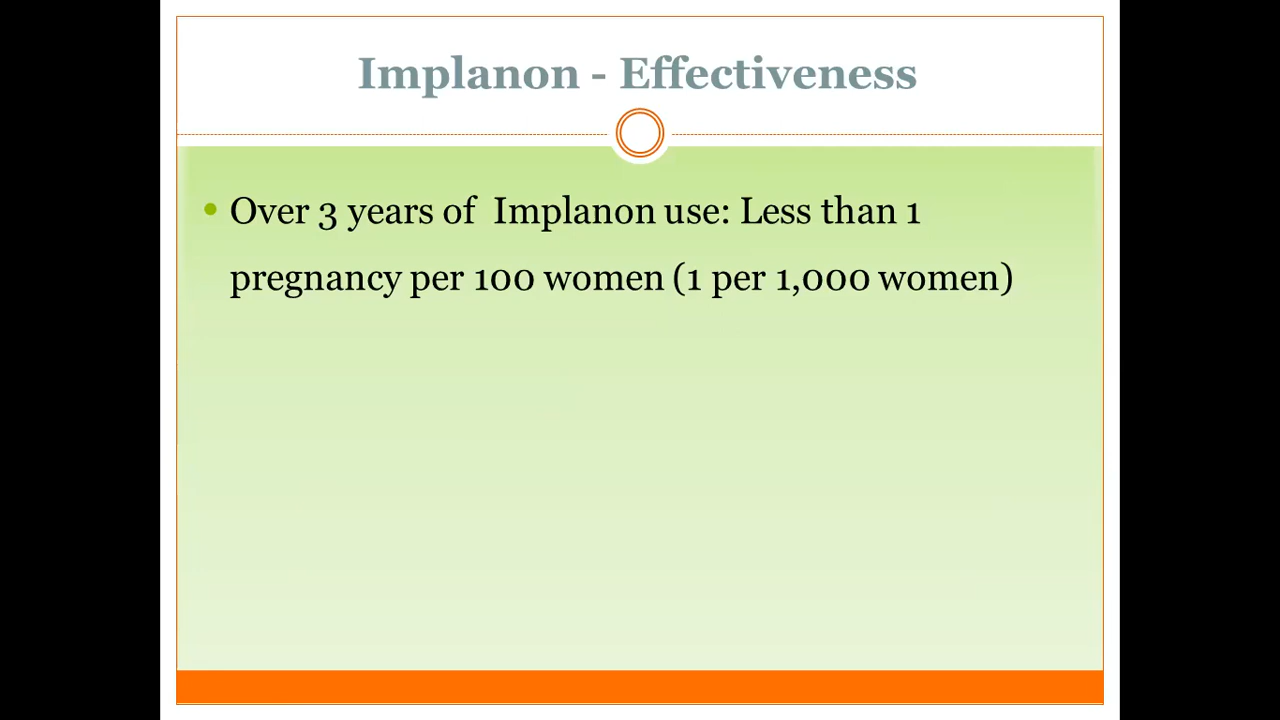 Implanon - Effectiveness
• Over 3 years of  Implanon use: Less than 1
pregnancy per 100 women (1 per 1,000 women)